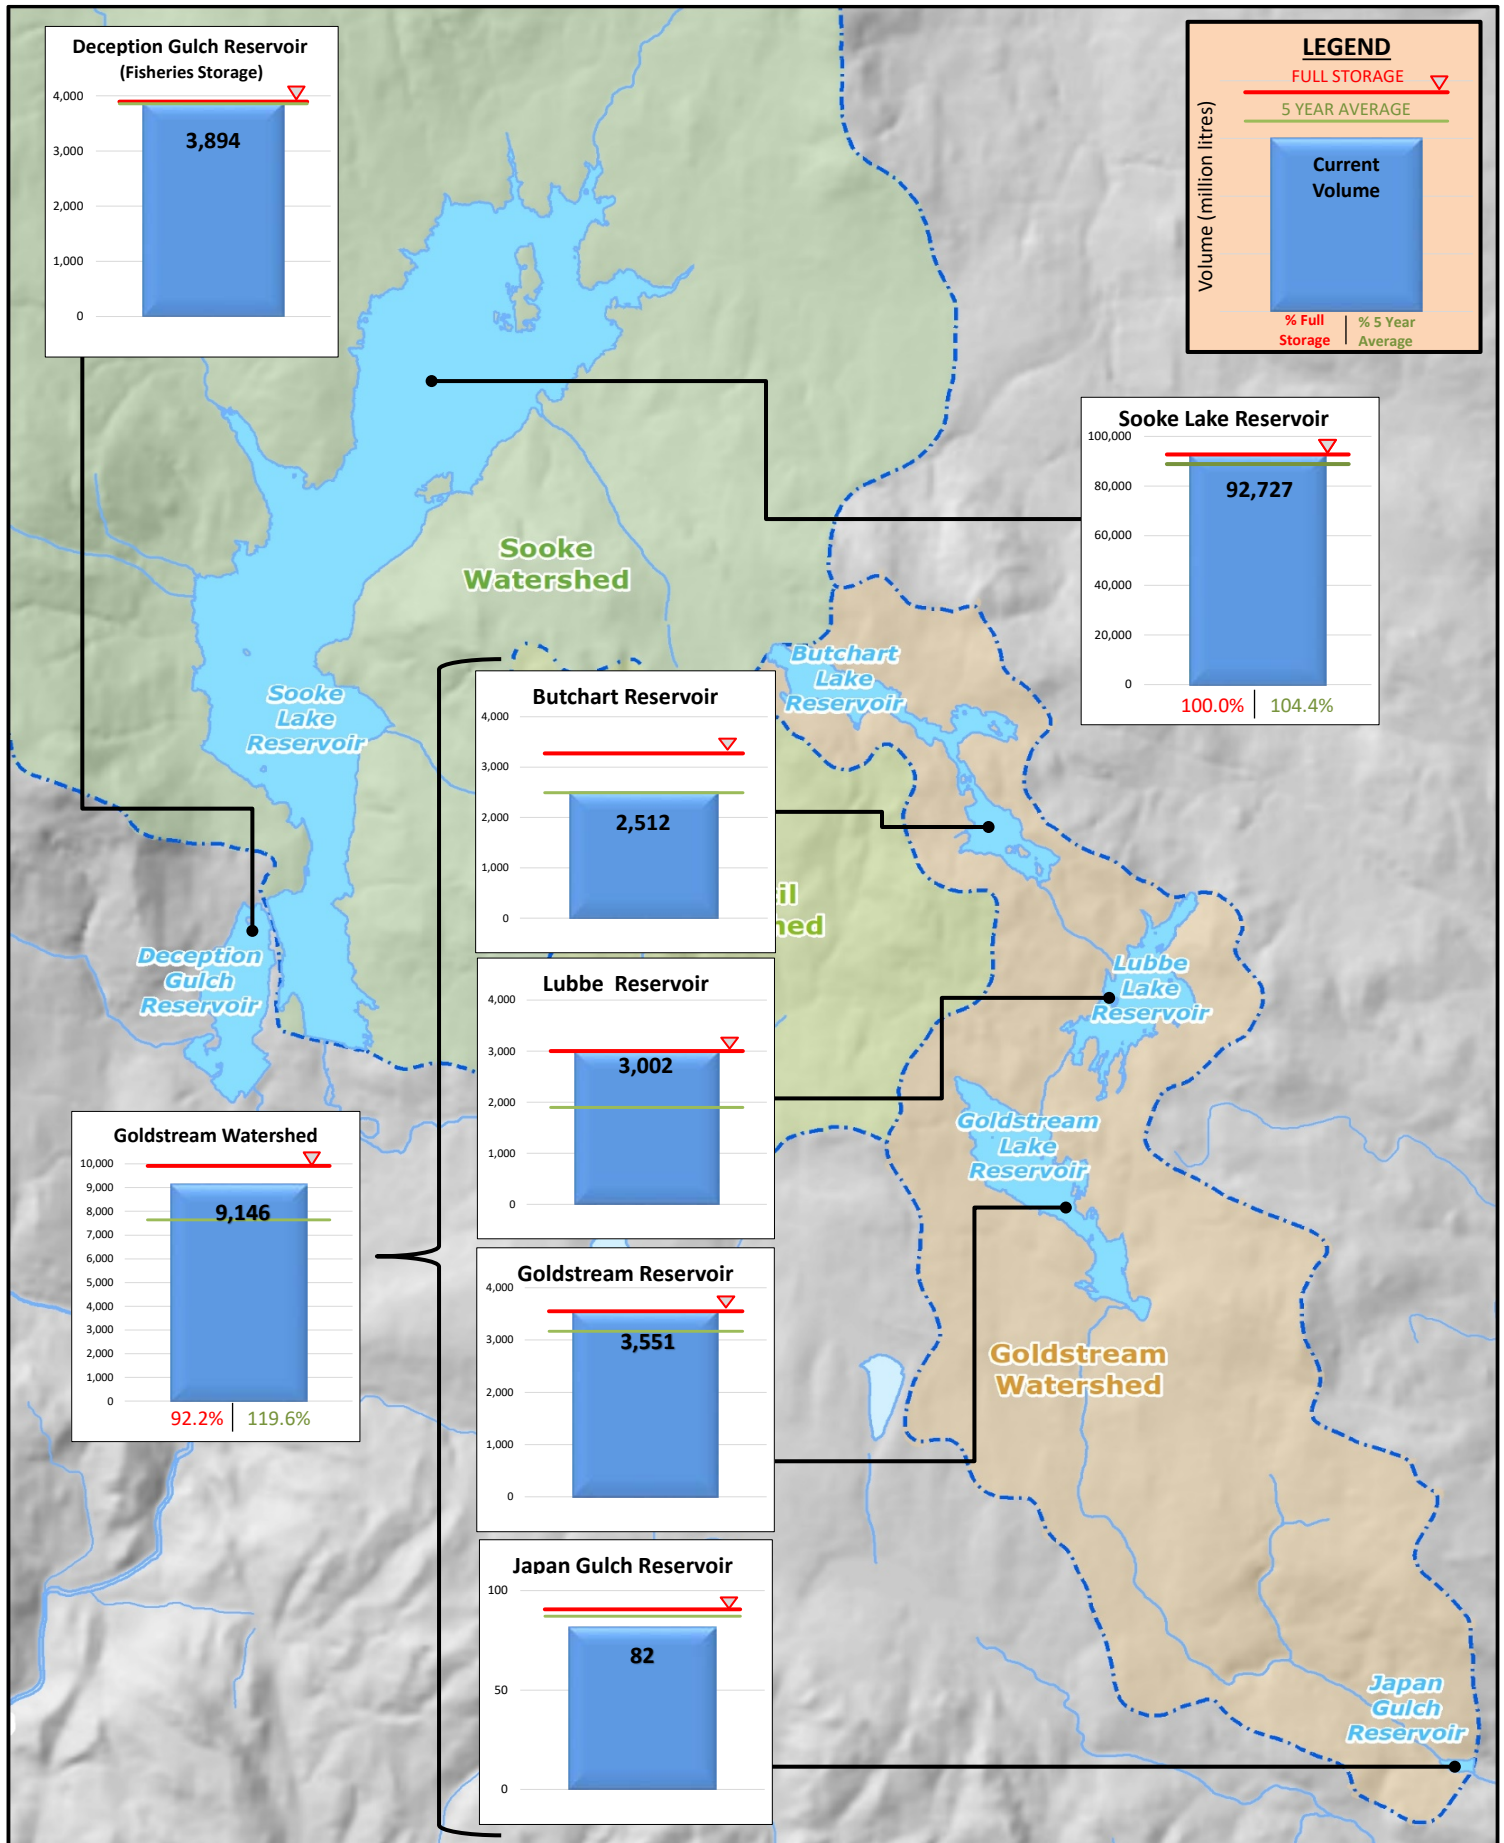 Deception Gulch Reservoir
(Fisheries Storage)
4,000
3,000
2,000
1,000
0
3,894
LEGEND
FULL STORAGE
5 YEAR AVERAGE
Volume (million litres)
Current
Volume
% Full
Storage
% 5 Year
Average
Sooke Lake Reservoir
100,000
80,000
60,000
40,000
20,000
0
92,727
100.0%
104.4%
Sooke
Watershed
Sooke
Lake
Reservoir
Butchart
Lake
Reservoir
Butchart Reservoir
4,000
3,000
2,000
1,000
0
2,512
il
hed
Deception
Gulch
Reservoir
Lubbe
Lake
Reservoir
Lubbe  Reservoir
4,000
3,000
2,000
1,000
0
3,002
Goldstream
Lake
Reservoir
Goldstream Watershed
10,000
9,000
8,000
7,000
6,000
5,000
4,000
3,000
2,000
1,000
0
9,146
92.2%
119.6%
Goldstream Reservoir
4,000
3,000
2,000
1,000
0
3,551
Goldstream
Watershed
Japan Gulch Reservoir
100
50
0
82
Japan
Gulch
Reservoir